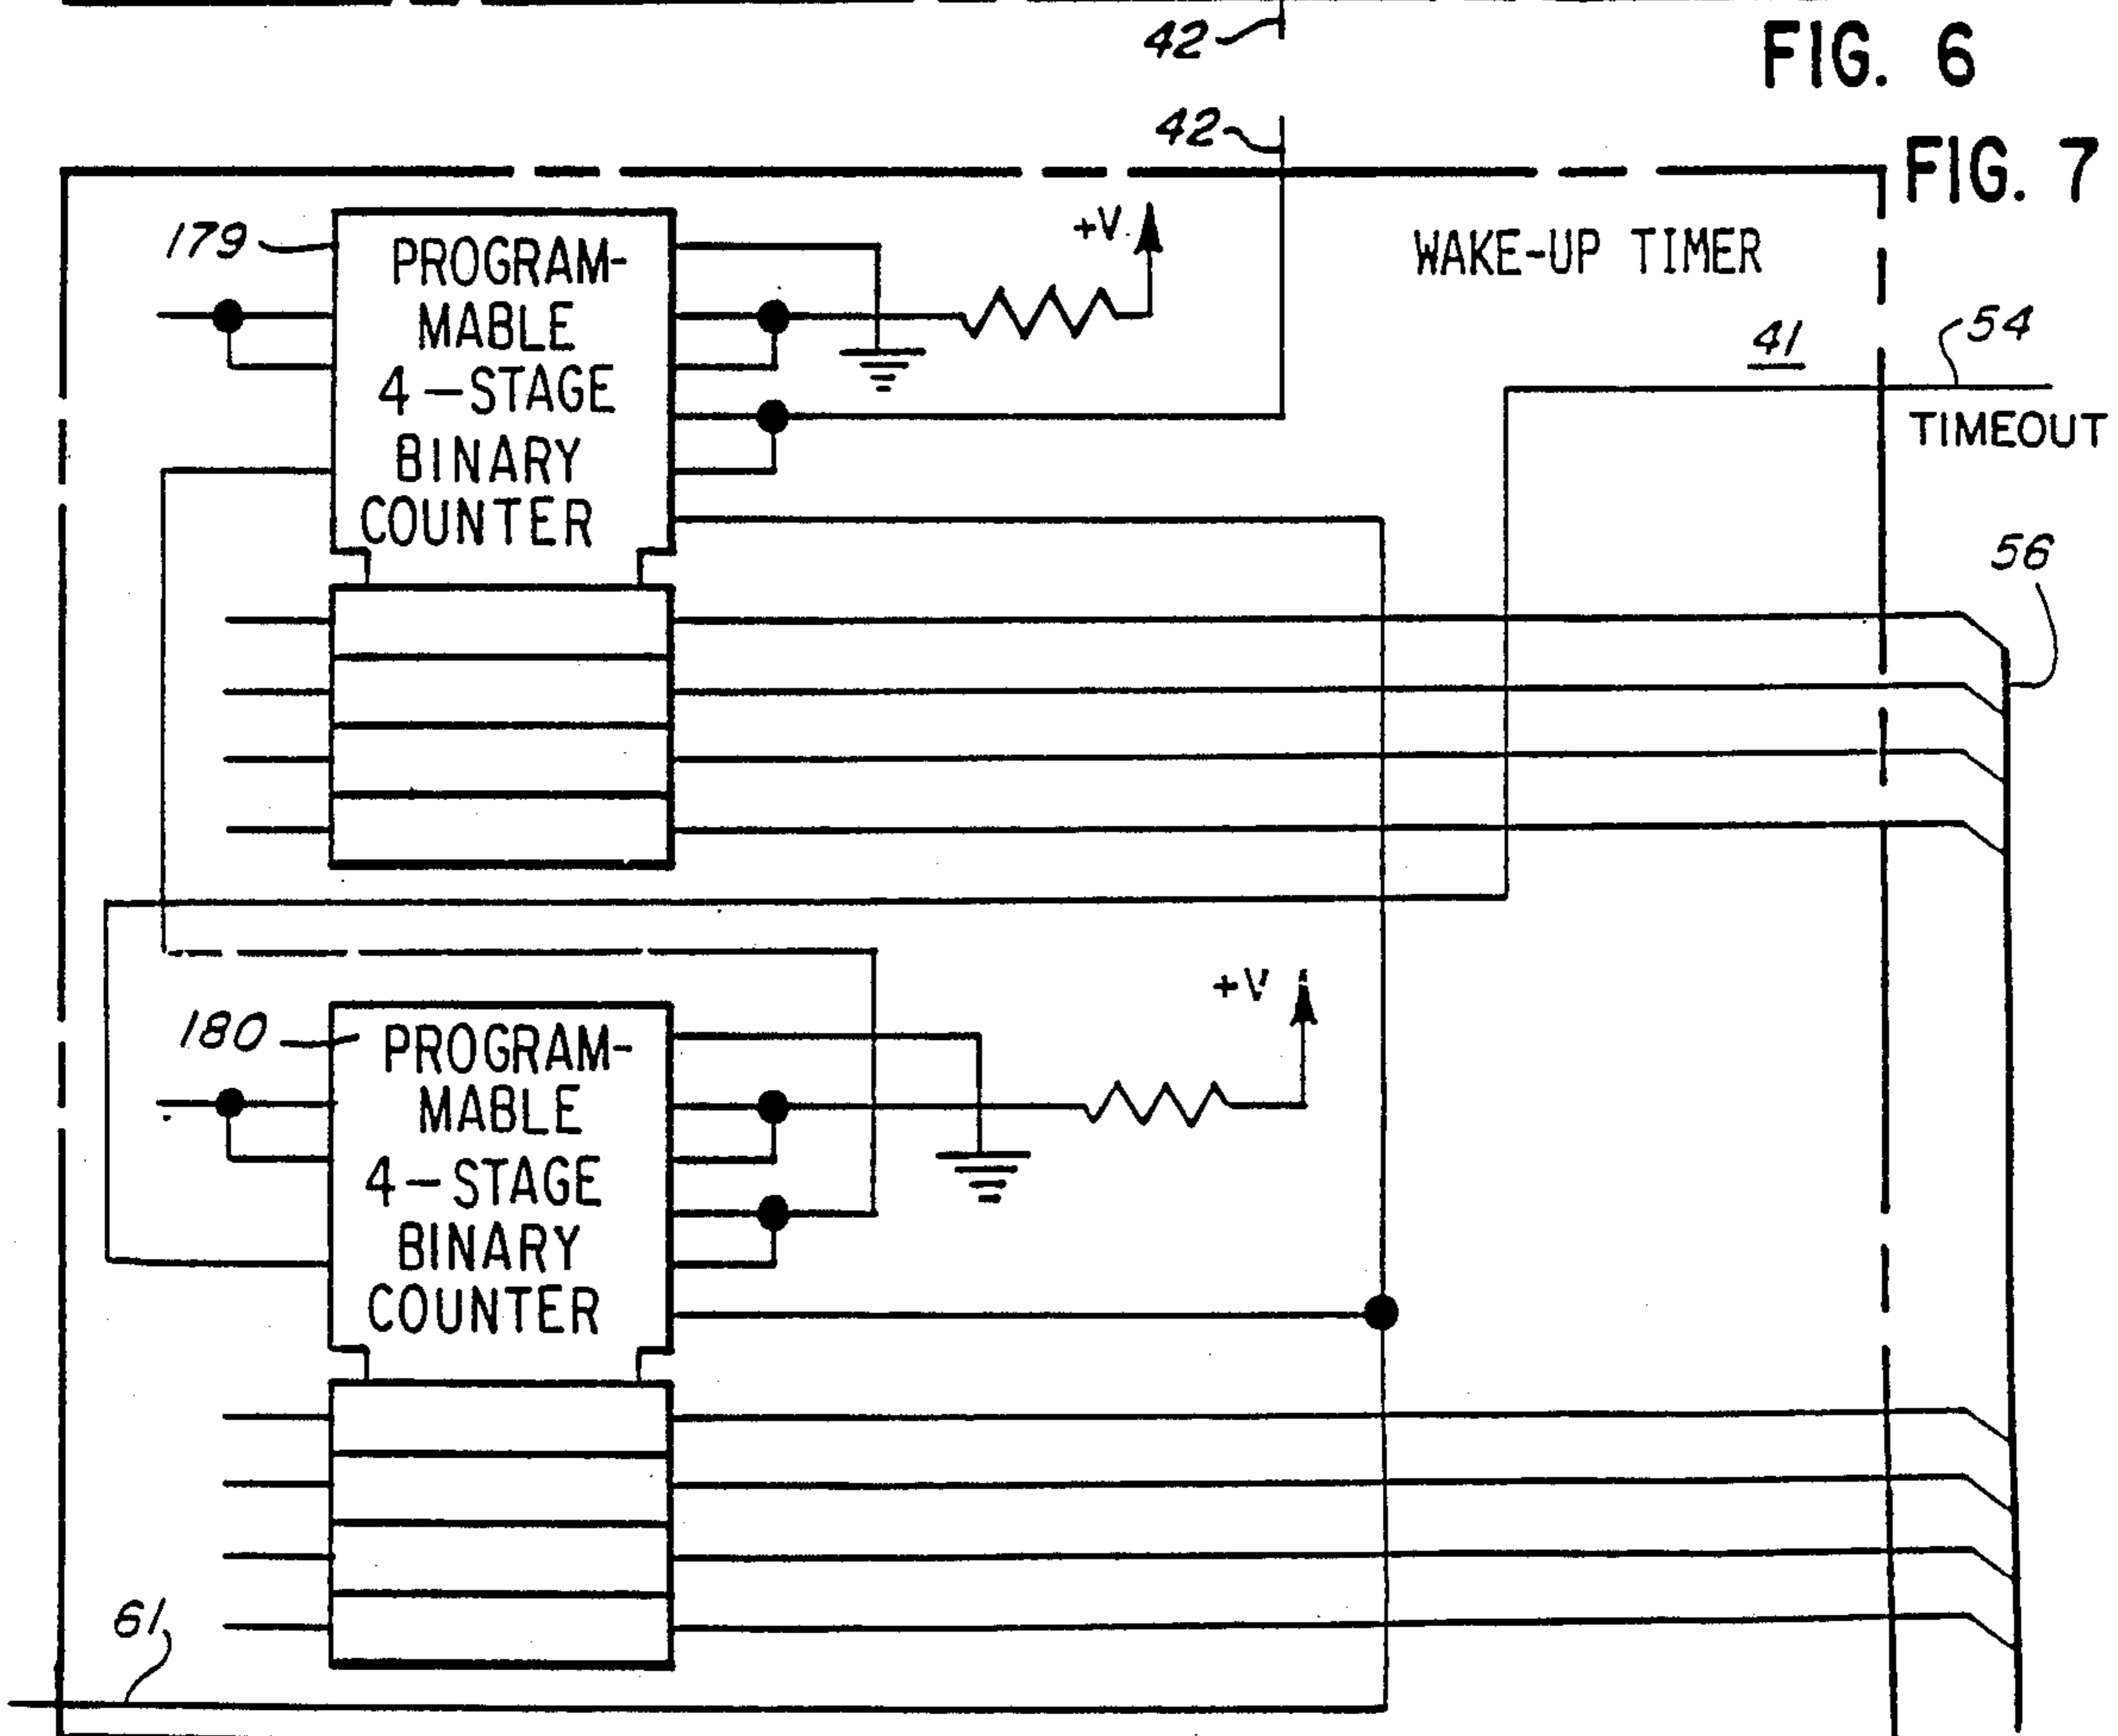 42
FIG. 6
42
FIG. 7
179
PROGRAM-
MABLE
4-STAGE
BINARY
COUNTER
+V
WAKE-UP TIMER
41
54
TIMEOUT
56
180
PROGRAM-
MABLE
4-STAGE
BINARY
COUNTER
+V
61